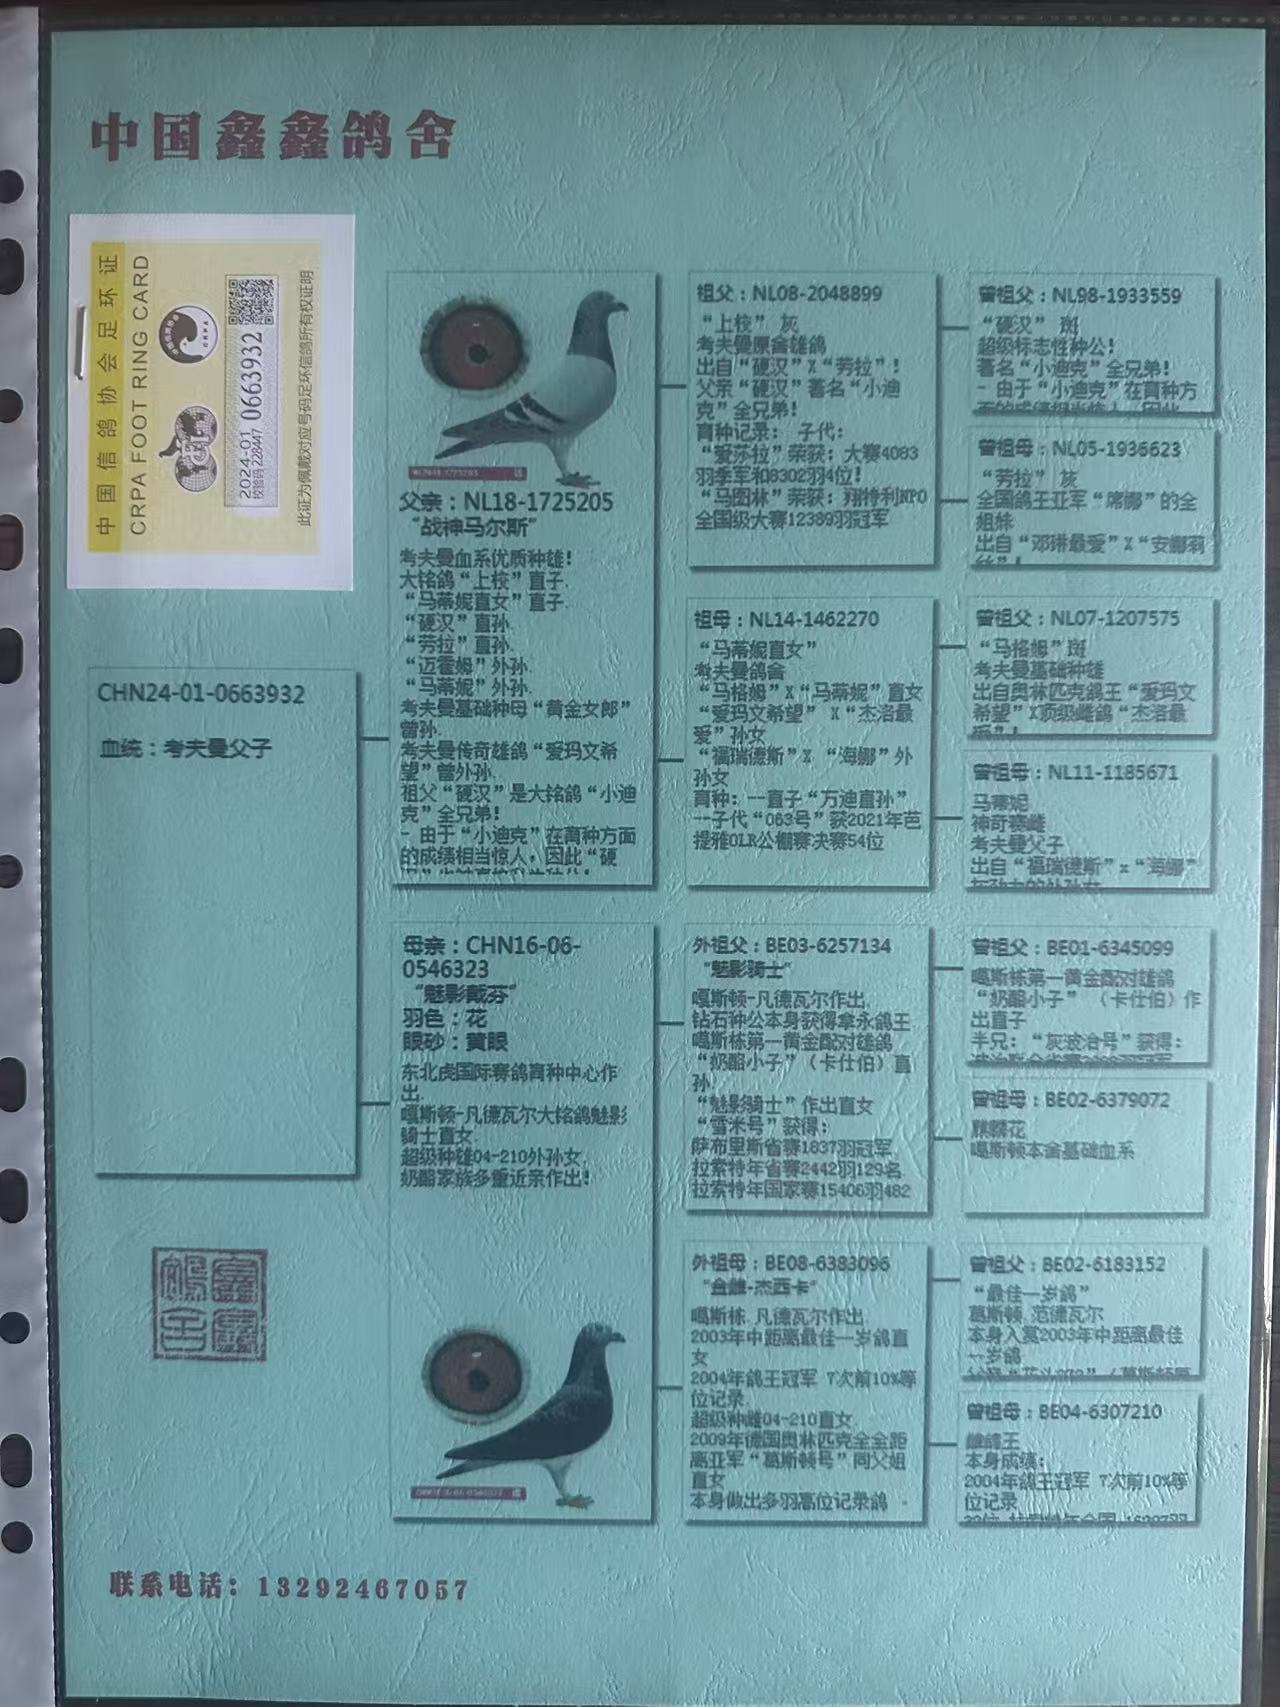 中国鑫鑫鸽舍
中国信鸽协会足环证
CRPA FOOT RING CARD
2024-01 0663932
校验码 228447
此证为佩戴对应号码足环信鸽所有权证明
CHN24-01-0663932
血统：考夫曼父子
父亲：NL18-1725205
“战神马尔斯”
考夫曼血系优质种雄!
大铭鸽“上校”直子.
“马蒂妮直女”直子.
“硬汉”直孙.
“劳拉”直孙.
“迈霍姆”外孙.
“马蒂妮”外孙.
考夫曼基础种母“黄金女郎”
曾孙.
考夫曼传奇雄鸽“爱玛文希
望”曾外孙.
祖父“硬汉”是大铭鸽“小迪
克”全兄弟!
- 由于“小迪克”在育种方面
的成绩相当惊人，因此“硬
母亲：CHN16-06-
0546323
“魅影戴芬”
羽色：花
眼砂：黄眼
东北虎国际赛鸽育种中心作
出.
嘎斯顿-凡德瓦尔大铭鸽魅影
骑士直女.
超级种雄04-210外孙女.
奶酪家族多重近亲作出!
祖父：NL08-2048899
“上校” 灰
考夫曼原舍雄鸽
出自“硬汉”X“劳拉”!
父亲“硬汉”著名“小迪
克”全兄弟!
育种记录： 子代：
“爱莎拉”荣获：大赛4083
羽季军和8302羽4位!
“马图林”荣获：翔特利NPO
全国级大赛12389羽冠军
祖母：NL14-1462270
“马蒂妮直女”
考夫曼鸽舍
“马格姆”X“马蒂妮”直女
“爱玛文希望” X“杰洛最
爱”孙女
“福瑞德斯”X “海娜”外
孙女
育种：--直子“万迪直孙”
--子代“063号”获2021年芭
提雅OLR公棚赛决赛54位
外祖父：BE03-6257134
“魅影骑士”
嘎斯顿-凡德瓦尔作出.
钻石种公本身获得拿永鸽王
噶斯栋第一黄金配对雄鸽
“奶酪小子”（卡仕伯）直
孙.
“魅影骑士”作出直女
“雪米号”获得：
萨布里斯省赛1837羽冠军.
拉索特年省赛2442羽129名
拉索特年国家赛15406羽482
外祖母：BE08-6383096
“金雌-杰西卡”
噶斯栋.凡德瓦尔作出.
2003年中距离最佳一岁鸽直
女
2004年鸽王冠军 7次前10%等
位记录.
超级种雌04-210直女.
2009年德国奥林匹克全全距
离亚军“葛斯顿号”同父姐
直女
本身做出多羽高位记录鸽 .
曾祖父：NL98-1933559
“硬汉” 斑
超级标志性种公!
著名“小迪克”全兄弟!
- 由于“小迪克”在育种方
曾祖母：NL05-1936623
“劳拉” 灰
全国鸽王亚军“席娜”的全
姐妹
出自“邓琳最爱”X“安娜莉
曾祖父：NL07-1207575
“马格姆”斑
考夫曼基础种雄
出自奥林匹克鸽王“爱玛文
希望”X顶级雌鸽“杰洛最
曾祖母：NL11-1185671
马蒂妮
神奇赛雌
考夫曼父子
出自“福瑞德斯”x“海娜”
曾祖父：BE01-6345099
噶斯栋第一黄金配对雄鸽
“奶酪小子”（卡仕伯）作
出直子
半兄：“灰波治号”获得：
曾祖母：BE02-6379072
麒麟花
噶斯顿本舍基础血系
曾祖父：BE02-6183152
“最佳一岁鸽”
葛斯顿.范德瓦尔
本身入赏2003年中距离最佳
一岁鸽
曾祖母：BE04-6307210
雌鸽王
本身成绩：
2004年鸽王冠军 7次前10%等
位记录
联系电话：13292467057